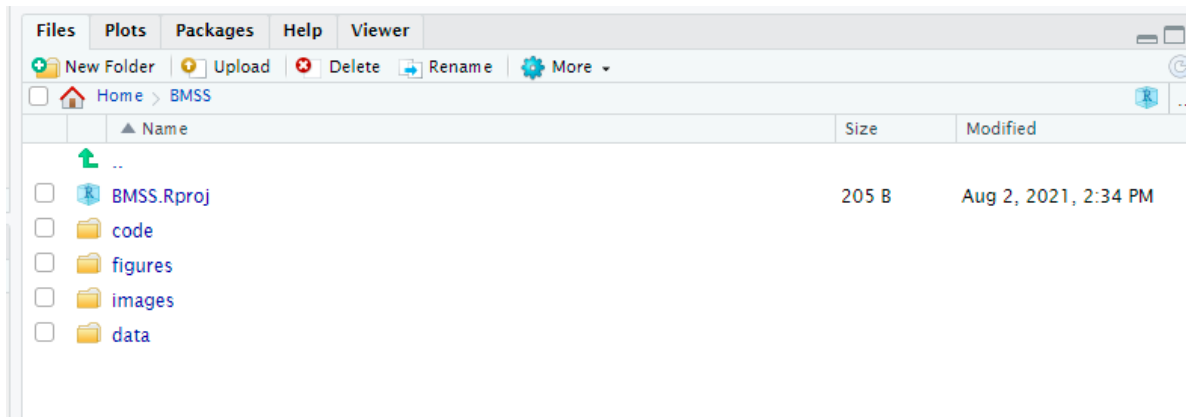 Files Plots Packages Help Viewer
New Folder Upload Delete Rename More
Home > BMSS R ..
Name Size Modified
..
R BMSS.Rproj 205 B Aug 2, 2021, 2:34 PM
code
figures
images
data